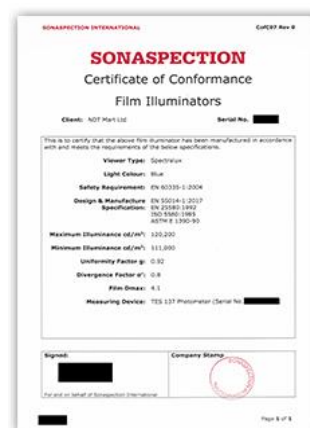 SONASPECTION INTERNATIONAL CofC07 Rev 0
SONASPECTION
Certificate of Conformance
Film Illuminators
Client: NDT Mart Ltd Serial No.
This is to certify that the above film illuminator has been manufactured in accordance
with and meets the requirements of the below specifications.
Viewer Type: Spectralux
Light Colour: Blue
Safety Requirement: EN 60335-1:2004
Design & Manufacture EN 55014-1:2017
Specification: EN 25580:1992
ISO 5580:1985
ASTM E 1390-90
Maximum Illuminance cd/m²: 120,200
Minimum Illuminance cd/m²: 111,000
Uniformity Factor g: 0.92
Divergence Factor σ': 0.8
Film Dmax: 4.1
Measuring Device: TES 137 Photometer (Serial No.
Signed: Company Stamp
For and on behalf of Sonaspection International
Page 1 of 1